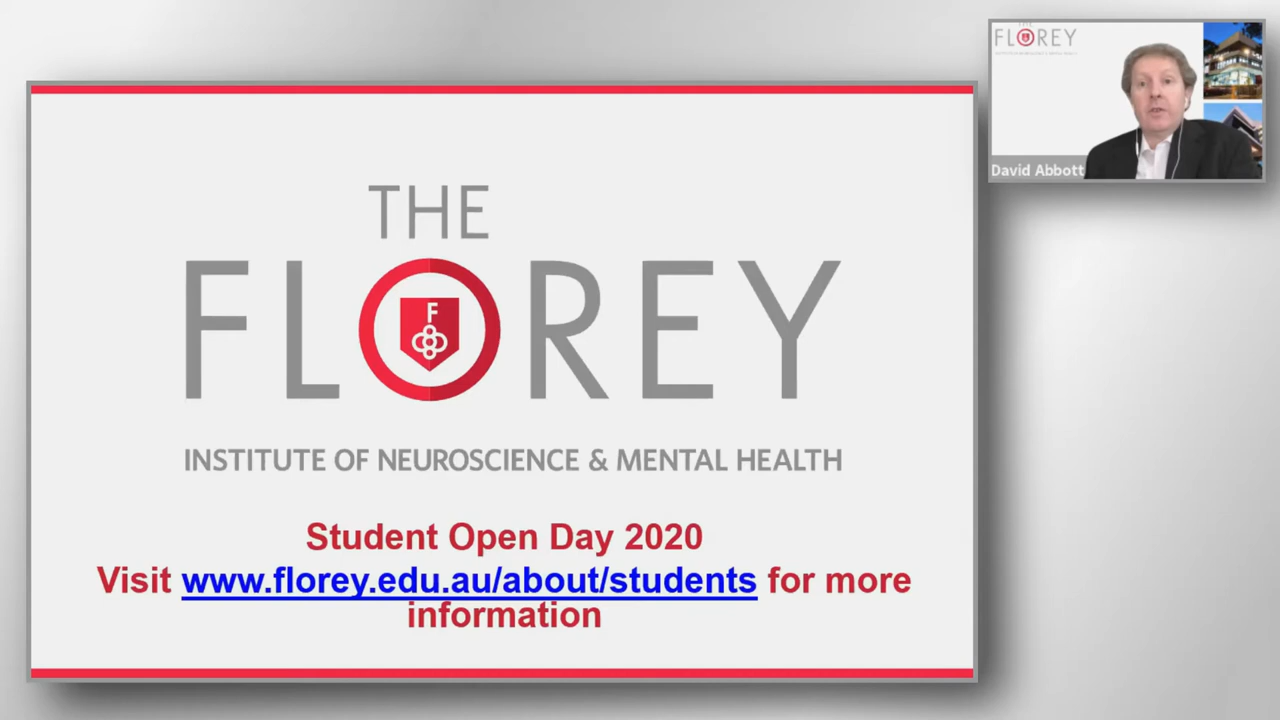 THE
FLOREY
F
INSTITUTE OF NEUROSCIENCE & MENTAL HEALTH
Student Open Day 2020
Visit www.florey.edu.au/about/students for more
information
FLOREY
David Abbott